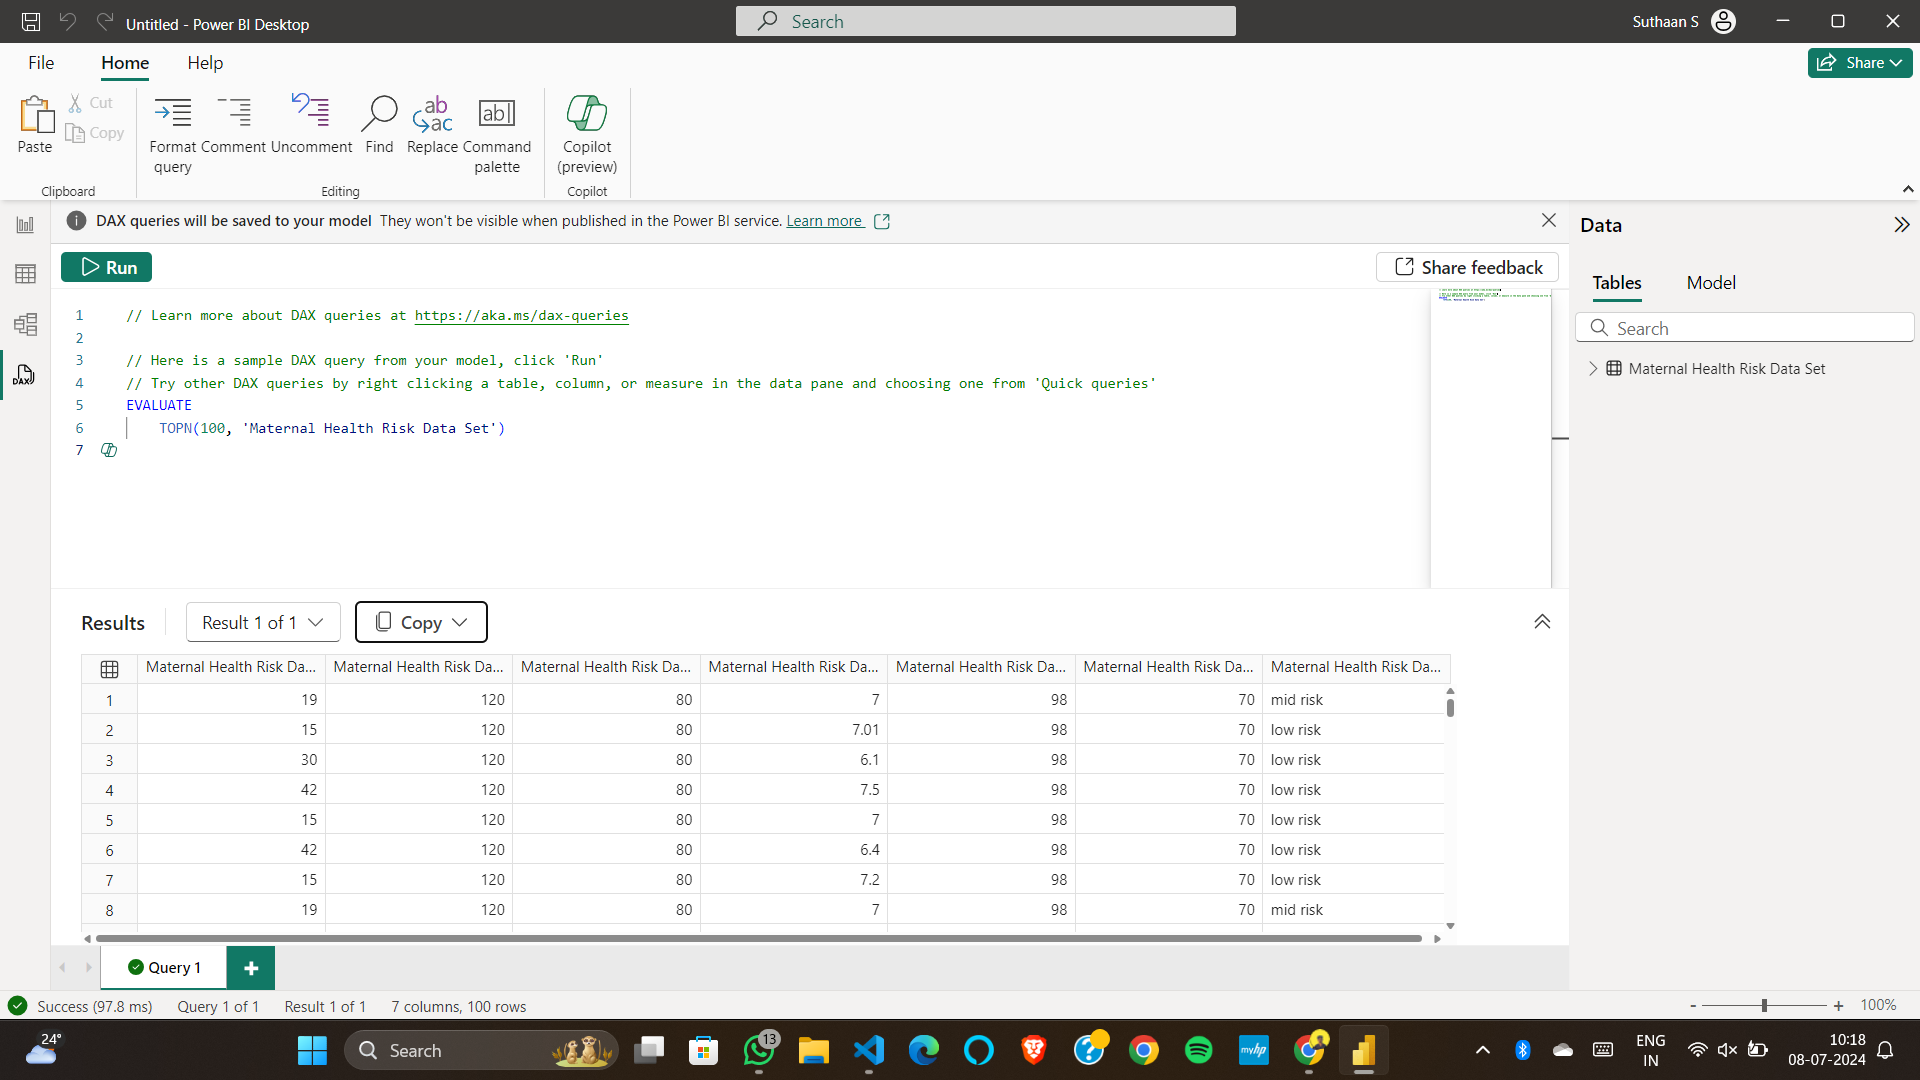 Untitled - Power BI Desktop
Search
Suthaan S
File
Home
Help
Share
Paste
Cut
Copy
Clipboard
Format query
Comment
Uncomment
Find
Replace
Command palette
Editing
Copilot (preview)
Copilot
DAX queries will be saved to your model They won't be visible when published in the Power BI service. Learn more
Run
Share feedback
1 // Learn more about DAX queries at https://aka.ms/dax-queries
2
3 // Here is a sample DAX query from your model, click 'Run'
4 // Try other DAX queries by right clicking a table, column, or measure in the data pane and choosing one from 'Quick queries'
5 EVALUATE
6 TOPN(100, 'Maternal Health Risk Data Set')
7
Data
Tables Model
Search
Maternal Health Risk Data Set
Results
Result 1 of 1
Copy
Maternal Health Risk Da... Maternal Health Risk Da... Maternal Health Risk Da... Maternal Health Risk Da... Maternal Health Risk Da... Maternal Health Risk Da... Maternal Health Risk Da...
1 19 120 80 7 98 70 mid risk
2 15 120 80 7.01 98 70 low risk
3 30 120 80 6.1 98 70 low risk
4 42 120 80 7.5 98 70 low risk
5 15 120 80 7 98 70 low risk
6 42 120 80 6.4 98 70 low risk
7 15 120 80 7.2 98 70 low risk
8 19 120 80 7 98 70 mid risk
Query 1
Success (97.8 ms) Query 1 of 1 Result 1 of 1 7 columns, 100 rows
- + 100%
24°
Search
13
myhp
ENG
IN
10:18
08-07-2024